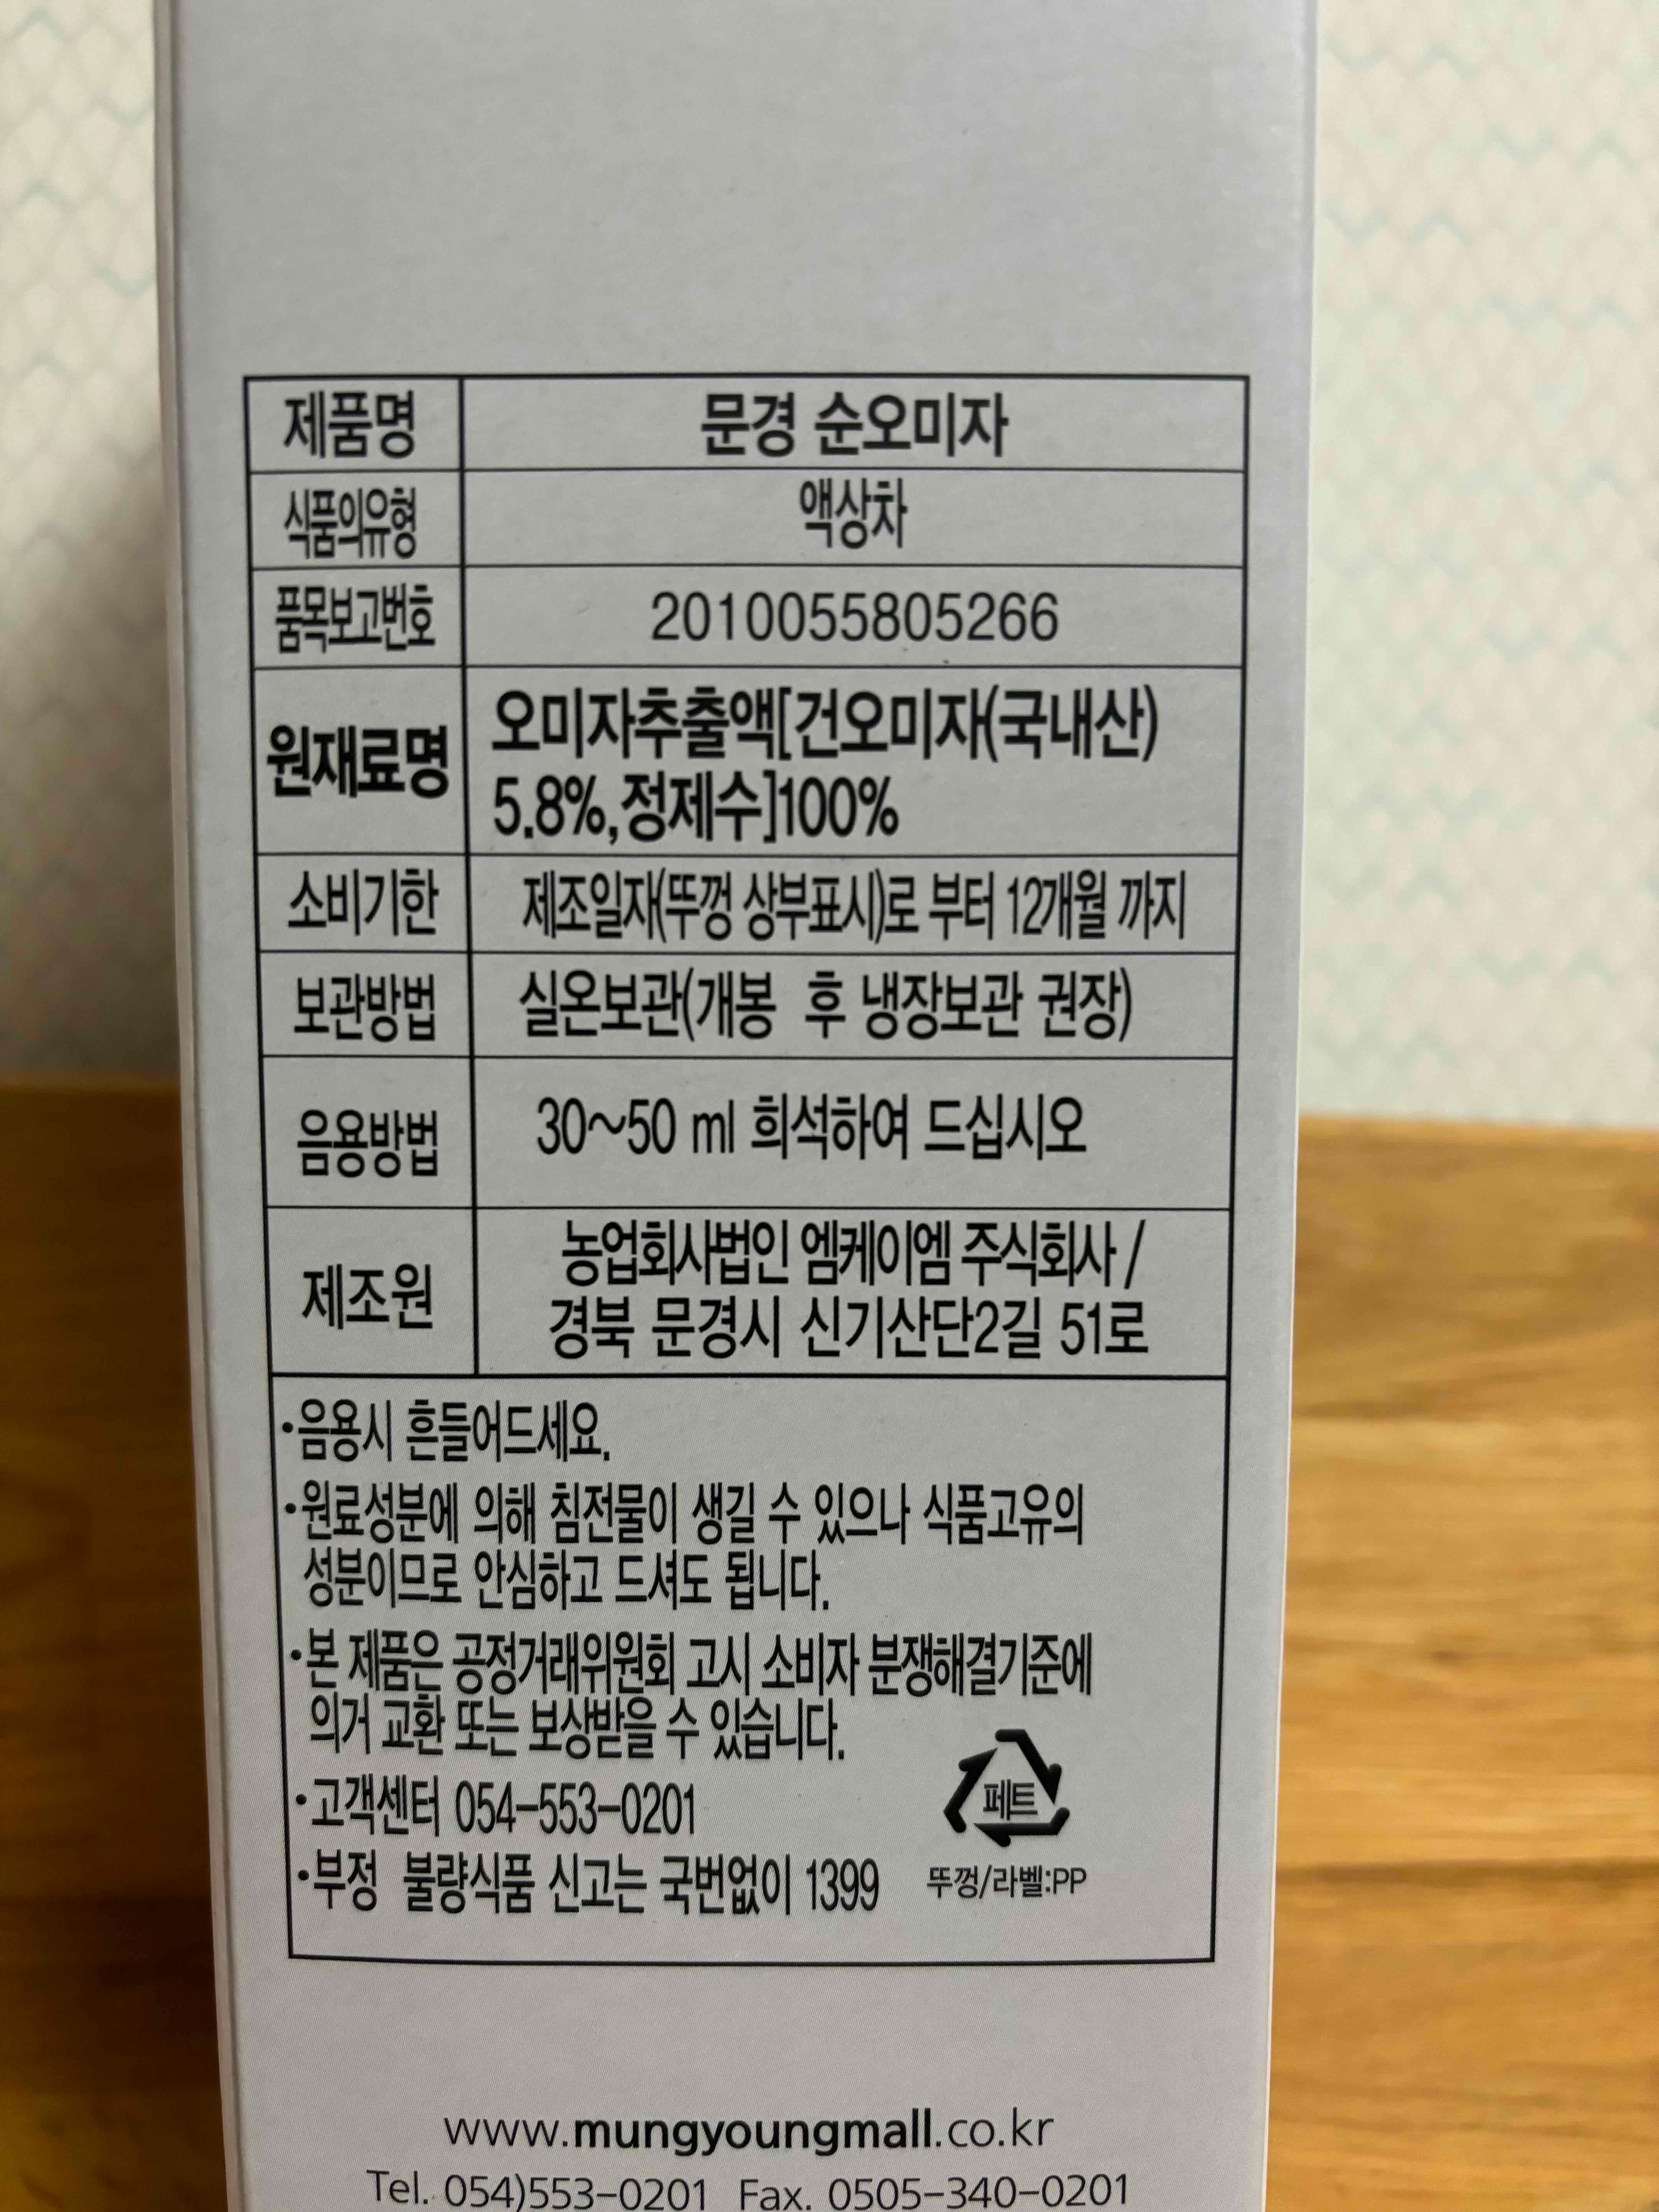 제품명 문경 순오미자
식품의유형 액상차
품목보고번호 2010055805266
원재료명 오미자추출액[건오미자(국내산)
5.8%,정제수]100%
소비기한 제조일자(뚜껑 상부표시)로 부터 12개월 까지
보관방법 실온보관(개봉 후 냉장보관 권장)
음용방법 30~50 ml 희석하여 드십시오
제조원 농업회사법인 엠케이엠 주식회사 /
경북 문경시 신기산단2길 51로
·음용시 흔들어드세요.
·원료성분에 의해 침전물이 생길 수 있으나 식품고유의
성분이므로 안심하고 드셔도 됩니다.
·본 제품은 공정거래위원회 고시 소비자 분쟁해결기준에
의거 교환 또는 보상받을 수 있습니다.
·고객센터 054-553-0201
페트
·부정 불량식품 신고는 국번없이 1399
뚜껑/라벨:PP
www.mungyoungmall.co.kr
Tel. 054)553-0201 Fax. 0505-340-0201